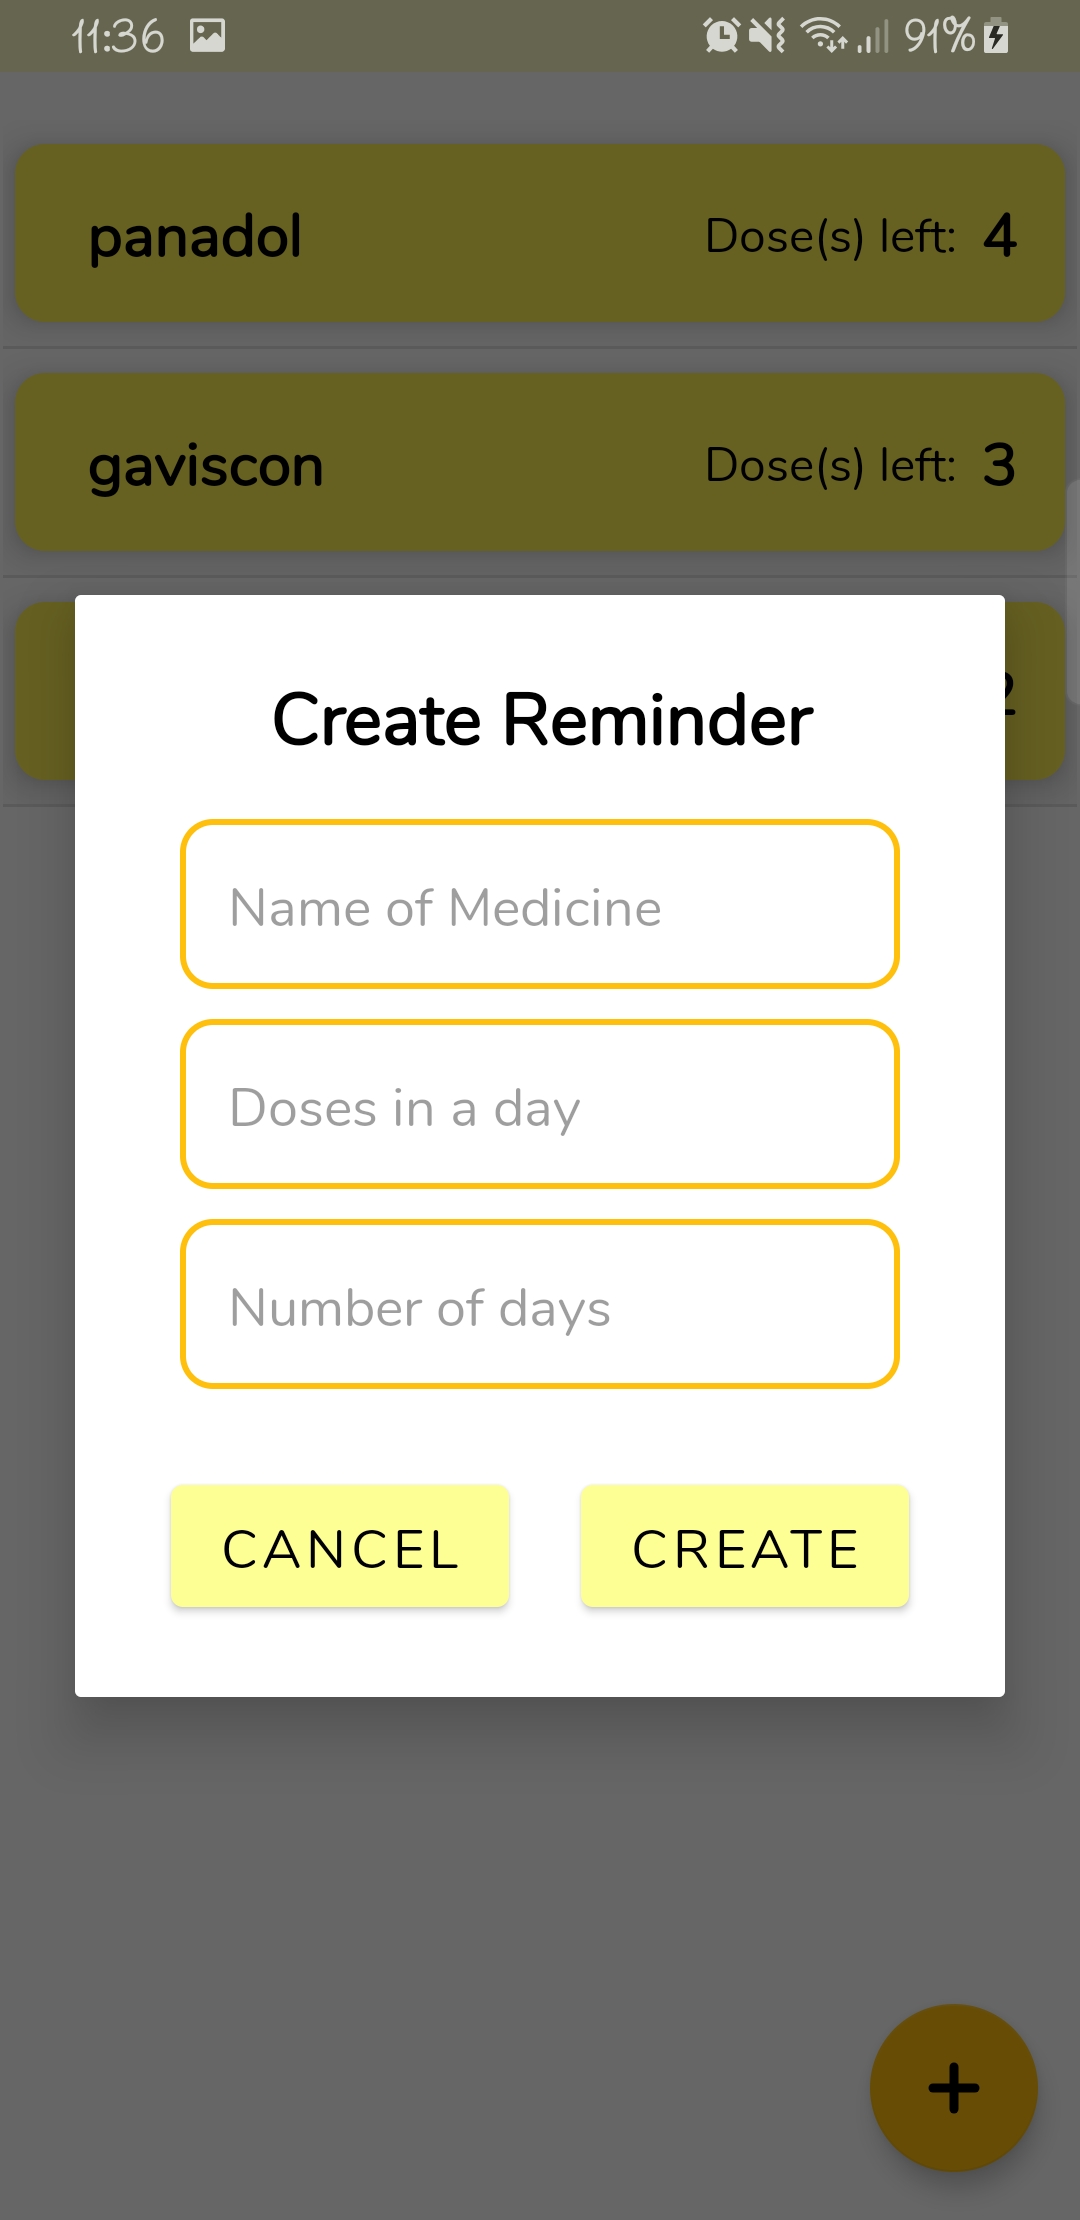 11:36 91%
panadol Dose(s) left: 4
gaviscon Dose(s) left: 3
2
Create Reminder
Name of Medicine
Doses in a day
Number of days
CANCEL CREATE